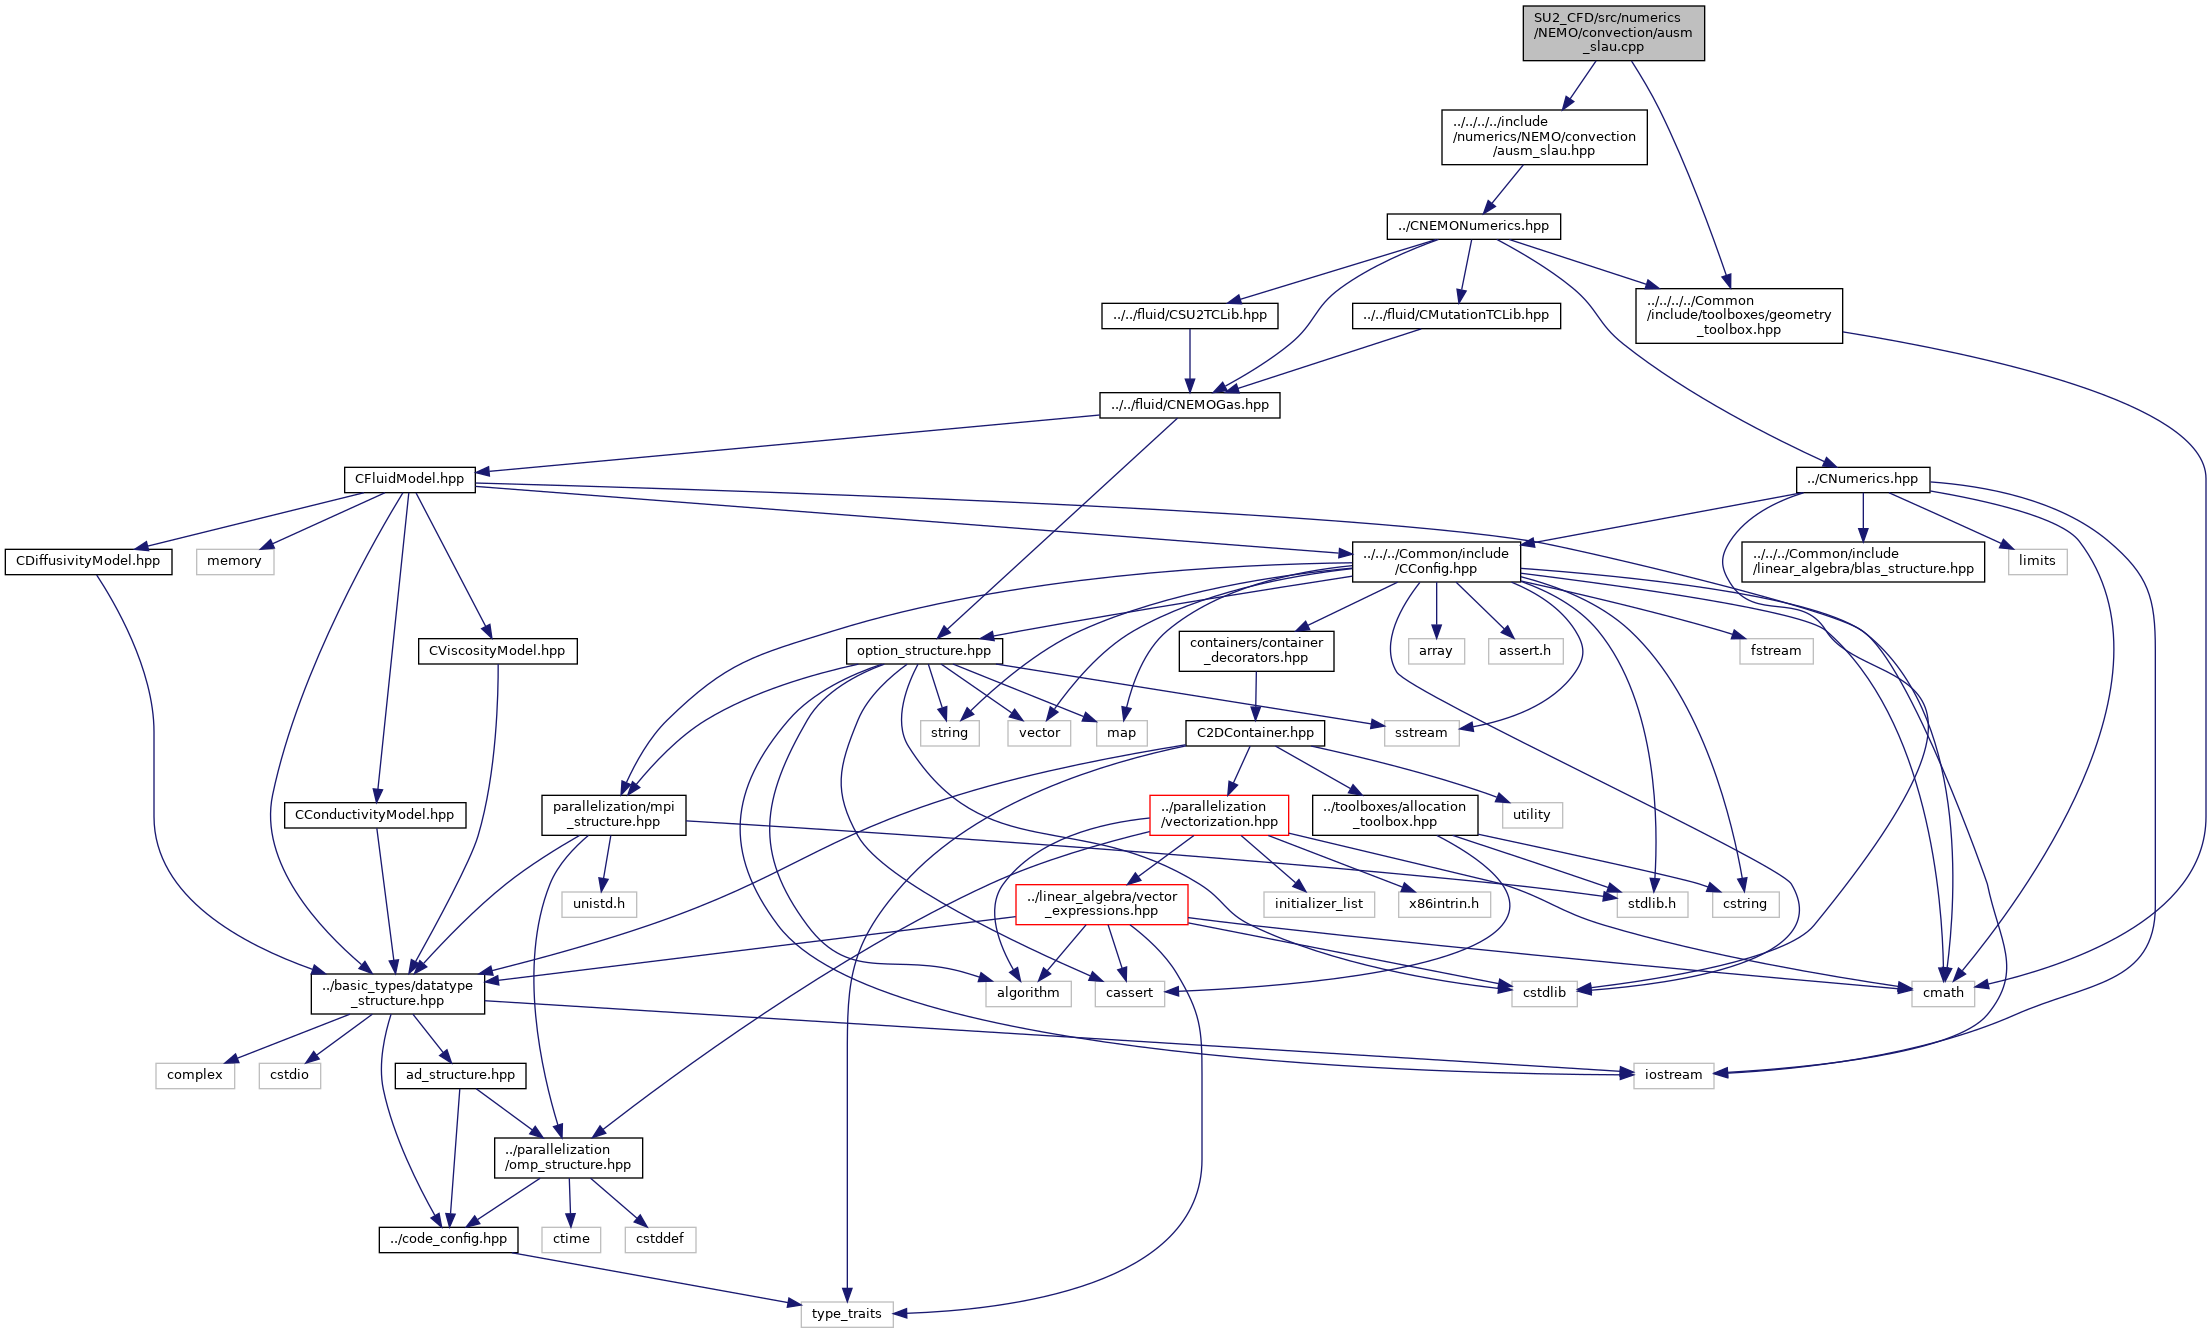 SU2_CFD/src/numerics
/NEMO/convection/ausm
_slau.cpp
../../../../include
/numerics/NEMO/convection
/ausm_slau.hpp
../CNEMONumerics.hpp
../../fluid/CSU2TCLib.hpp
../../fluid/CMutationTCLib.hpp
../../../../Common
/include/toolboxes/geometry
_toolbox.hpp
../../fluid/CNEMOGas.hpp
CFluidModel.hpp
../CNumerics.hpp
CDiffusivityModel.hpp
memory
../../../Common/include
/CConfig.hpp
../../../Common/include
/linear_algebra/blas_structure.hpp
limits
CViscosityModel.hpp
option_structure.hpp
containers/container
_decorators.hpp
array
assert.h
fstream
string
vector
map
C2DContainer.hpp
sstream
CConductivityModel.hpp
parallelization/mpi
_structure.hpp
../parallelization
/vectorization.hpp
../toolboxes/allocation
_toolbox.hpp
utility
unistd.h
../linear_algebra/vector
_expressions.hpp
initializer_list
x86intrin.h
stdlib.h
cstring
../basic_types/datatype
_structure.hpp
algorithm
cassert
cstdlib
cmath
complex
cstdio
ad_structure.hpp
iostream
../parallelization
/omp_structure.hpp
../code_config.hpp
ctime
cstddef
type_traits